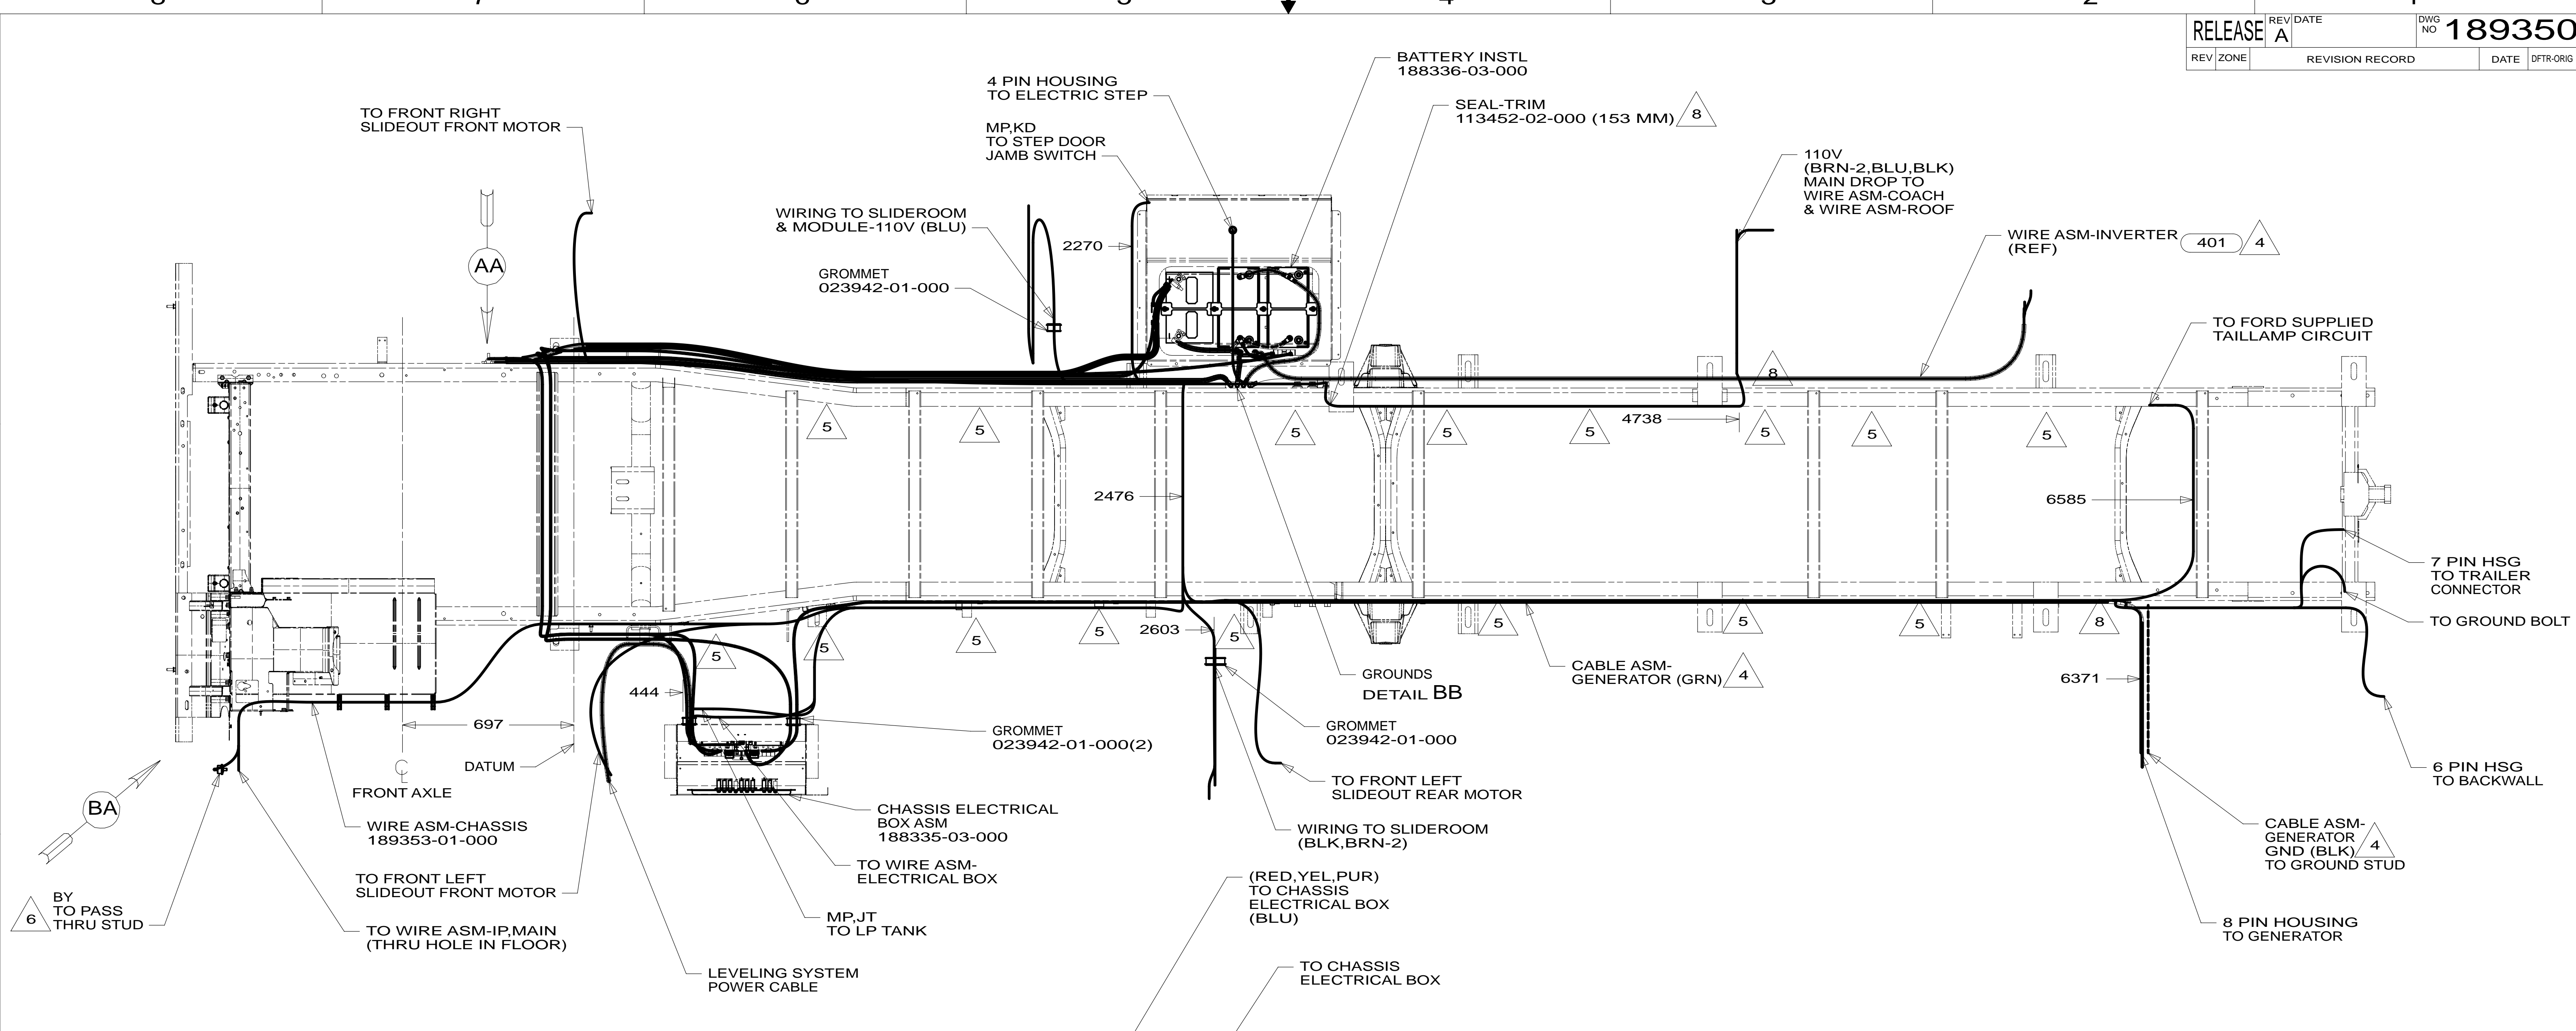 RELEASE
REV
A
DATE
DWG
NO
189350
REV
ZONE
REVISION RECORD
DATE
DFTR-ORIG
BATTERY INSTL
188336-03-000
4 PIN HOUSING
TO ELECTRIC STEP
SEAL-TRIM
113452-02-000 (153 MM)
8
TO FRONT RIGHT
SLIDEOUT FRONT MOTOR
MP,KD
TO STEP DOOR
JAMB SWITCH
110V
(BRN-2,BLU,BLK)
MAIN DROP TO
WIRE ASM-COACH
& WIRE ASM-ROOF
WIRING TO SLIDEROOM
& MODULE-110V (BLU)
2270
WIRE ASM-INVERTER
(REF)
401
4
AA
GROMMET
023942-01-000
TO FORD SUPPLIED
TAILLAMP CIRCUIT
8
5
5
5
5
5
4738
5
5
5
2476
6585
7 PIN HSG
TO TRAILER
CONNECTOR
TO GROUND BOLT
5
5
5
5
2603
5
5
5
5
8
GROUNDS
DETAIL BB
CABLE ASM-
GENERATOR (GRN)
4
6371
444
697
GROMMET
023942-01-000(2)
GROMMET
023942-01-000
DATUM
CL
FRONT AXLE
TO FRONT LEFT
SLIDEOUT REAR MOTOR
6 PIN HSG
TO BACKWALL
BA
WIRE ASM-CHASSIS
189353-01-000
CHASSIS ELECTRICAL
BOX ASM
188335-03-000
WIRING TO SLIDEROOM
(BLK,BRN-2)
CABLE ASM-
GENERATOR
GND (BLK)
TO GROUND STUD
4
TO WIRE ASM-
ELECTRICAL BOX
TO FRONT LEFT
SLIDEOUT FRONT MOTOR
(RED,YEL,PUR)
TO CHASSIS
ELECTRICAL BOX
(BLU)
6
BY
TO PASS
THRU STUD
MP,JT
TO LP TANK
TO WIRE ASM-IP,MAIN
(THRU HOLE IN FLOOR)
8 PIN HOUSING
TO GENERATOR
LEVELING SYSTEM
POWER CABLE
TO CHASSIS
ELECTRICAL BOX